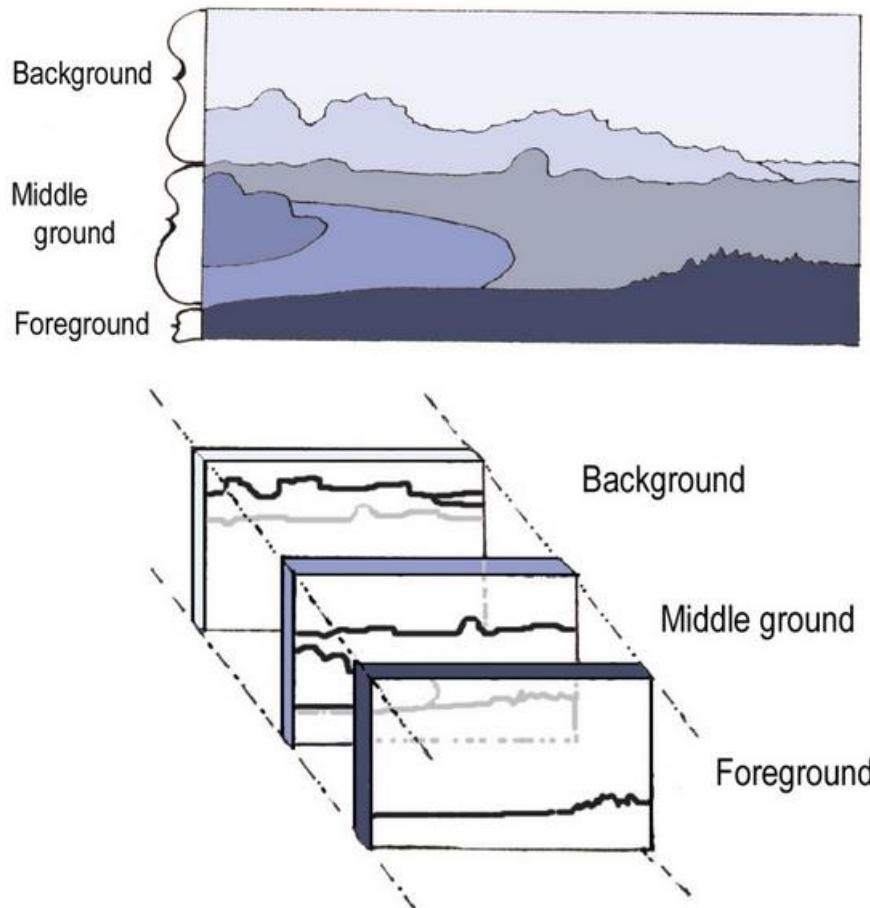 Background
Middle
ground
Foreground
Background
Middle ground
Foreground